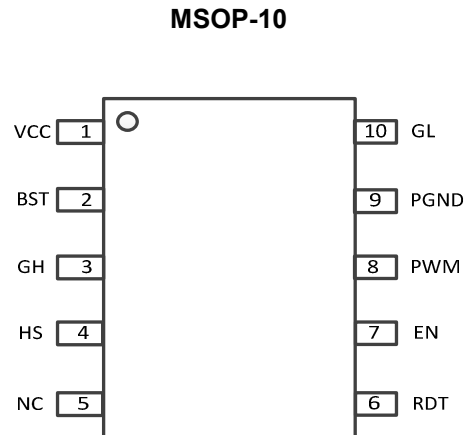 MSOP-10
VCC 1 10 GL
BST 2 9 PGND
GH 3 8 PWM
HS 4 7 EN
NC 5 6 RDT